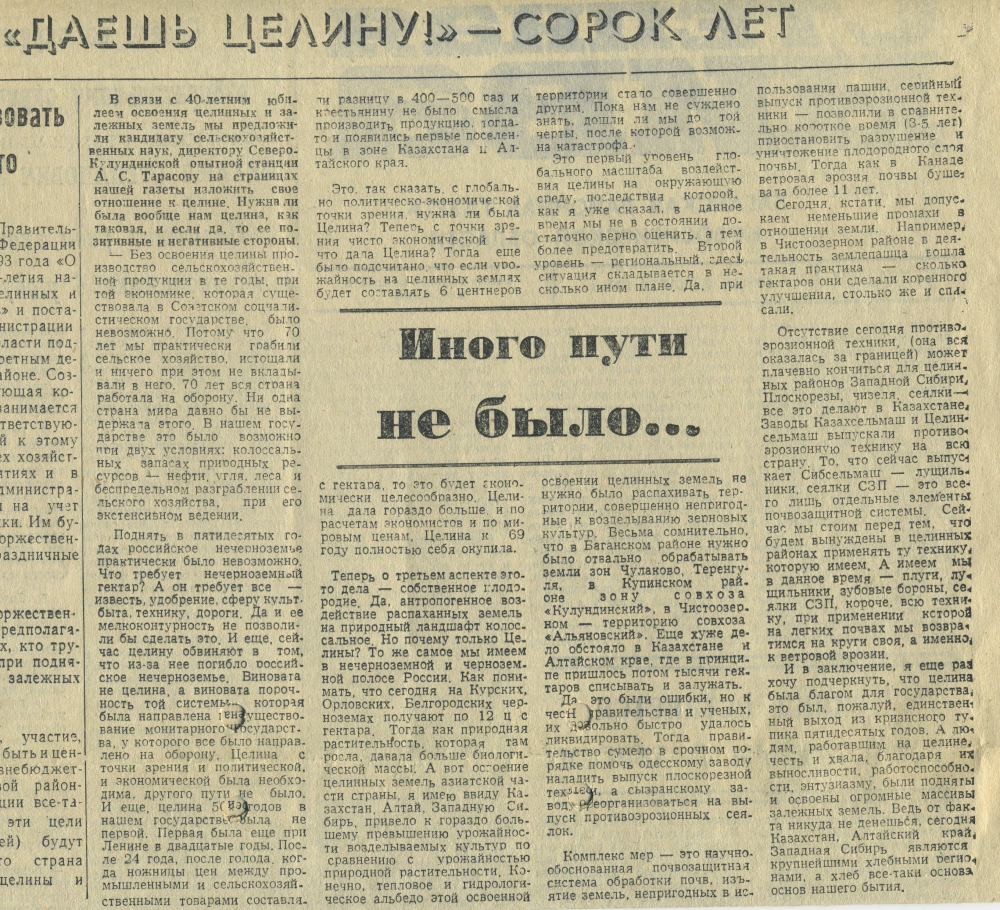 «ДАЕШЬ ЦЕЛИНУ!» — СОРОК ЛЕТ
вовать
го
Правитель-
Федерации
93 года «О
-летия на-
елинных и
» и поста-
нистрации
ласти под-
ретным де-
айоне. Соз-
ующая ко-
занимается
тветствую-
й к этому
ех хозяйст-
тиях и в
дминистра-
ы на учет
ки. Им бу-
оржествен-
раздничные
оржествен-
редполага-
х, кто тру-
при подня-
залежных
, участие,
быть и цен-
внебюджет-
вой район-
ции все-та-
эти цели
ей) будут
го страна
целины и
В связи с 40-летним юби-
леем освоения целинных и за-
лежных земель мы предложи-
ли кандидату сельскохозяйст-
венных наук, директору Северо-
Кулундинской опытной станции
А. С. Тарасову на страницах
нашей газеты изложить свое
отношение к целине. Нужна ли
была вообще нам целина, как
таковая, и если да, то ее по-
зитивные и негативные стороны.
— Без освоения целины про-
изводство сельскохозяйствен-
ной продукции в те годы, при
той экономике, которая суще-
ствовала в Советском социали-
стическом государстве, было
невозможно. Потому что 70
лет мы практически грабили
сельское хозяйство, истощали
и ничего при этом не вклады-
вали в него. 70 лет вся страна
работала на оборону. Ни одна
страна мира давно бы не вы-
держала этого. В нашем госу-
дарстве это было возможно
при двух условиях: колоссаль-
ных запасах природных ре-
сурсов — нефти, угля, леса и
беспредельном разграблении се-
льского хозяйства, при его
экстенсивном ведении.
Поднять в пятидесятых го-
дах российское нечерноземье
практически было невозможно.
Что требует нечерноземный
гектар? А он требует все —
известь, удобрение, сферу культ-
быта, технику, дороги. Да и ее
мелкоконтурность не позволи-
ли бы сделать это. И еще, сей-
час целину обвиняют в том,
что из-за нее погибло россий-
ское нечерноземье. Виновата
не целина, а виновата пороч-
ность той системы, которая
была направлена на существо-
вание монитарного государст-
ва, у которого все было направ-
лено на оборону. Целина с
точки зрения и политической,
и экономической была необхо-
дима, другого пути не было.
И еще, целина 50-х годов в
нашем государстве была не
первой. Первая была еще при
Ленине в двадцатые годы. Пос-
ле 24 года, после голода, ког-
да ножницы цен между про-
мышленными и сельскохозяй-
ственными товарами составля-
ли разницу в 400—500 раз и
крестьянину не было смысла
производить продукцию, тогда-
то и появились первые поселен-
цы в зоне Казахстана и Ал-
тайского края.
Это, так сказать, с глобаль-
но политическо-экономической
точки зрения, нужна ли была
Целина? Теперь с точки зре-
ния чисто экономической —
что дала Целина? Тогда еще
было подсчитано, что если уро-
жайность на целинных землях
будет составлять 6 центнеров
Иного пути
не было...
с гектара, то это будет эконо-
мически целесообразно. Цели-
на дала гораздо больше, и по
расчетам экономистов и по ми-
ровым ценам, Целина к 69
году полностью себя окупила.
Теперь о третьем аспекте это-
го дела — собственное плодо-
родие. Да, антропогенное воз-
действие распаханных земель
на природный ландшафт колос-
сальное. Но почему только Це-
лины? То же самое мы имеем
в нечерноземной и чернозем-
ной полосе России. Как пони-
мать, что сегодня на Курских,
Орловских, Белгородских чер-
ноземах получают по 12 ц с
гектара. Тогда как природная
растительность, которая там
росла, давала больше биологи-
ческой массы. А вот освоение
целинных земель азиатской ча-
сти страны, я имею ввиду Ка-
захстан, Алтай, Западную Си-
бирь, привело к гораздо боль-
шему превышению урожайнос-
ти возделываемых культур по
сравнению с урожайностью
природной растительности. Ко-
нечно, тепловое и гидрологи-
ческое альбедо этой освоенной
территории стало совершенно
другим. Пока нам не суждено
знать, дошли ли мы до той
черты, после которой возмож-
на катастрофа.
Это первый уровень гло-
бального масштаба воздейст-
вия целины на окружающую
среду, последствия которой,
как я уже сказал, в данное
время мы не в состоянии до-
статочно верно оценить, а тем
более предотвратить. Второй
уровень — региональный, здесь
ситуация складывается в не-
сколько ином плане. Да, при
освоении целинных земель не
нужно было распахивать тер-
ритории, совершенно непригод-
ные к возделыванию зерновых
культур. Весьма сомнительно,
что в Баганском районе нужно
было отвально обрабатывать
земли зон Чулаково, Теренгу-
ля, в Купинском рай-
оне зону совхоза
«Кулундинский», в Чистоозер-
ном — территорию совхоза
«Альяновский». Еще хуже де-
ло обстояло в Казахстане и
Алтайском крае, где в принци-
пе пришлось потом тысячи гек-
таров списывать и залужать.
Да, это были ошибки, но к
чести правительства и ученых,
их довольно быстро удалось
ликвидировать. Тогда прави-
тельство сумело в срочном по-
рядке помочь одесскому заводу
наладить выпуск плоскорезной
техники, а сызранскому за-
воду реорганизоваться на вы-
пуск противоэрозионных сея-
лок.
Комплекс мер — это научно-
обоснованная почвозащитная
система обработки почв, изъ-
ятие земель, непригодных в ис-
пользовании пашни, серийный
выпуск противоэрозионной тех-
ники — позволили в сравните-
льно короткое время (3-5 лет)
приостановить разрушение и
уничтожение плодородного слоя
почвы. Тогда как в Канаде
ветровая эрозия почвы буше-
вала более 11 лет.
Сегодня, кстати, мы допус-
каем неменьшие промахи в
отношении земли. Например,
в Чистоозерном районе в дея-
тельность землепашца вошла
такая практика — сколько
гектаров они сделали коренного
улучшения, столько же и спи-
сали.
Отсутствие сегодня противо-
эрозионной техники, (она вся
оказалась за границей) может
плачевно кончиться для целин-
ных районов Западной Сибири.
Плоскорезы, чизеля, сеялки—
все это делают в Казахстане.
Заводы Казахсельмаш и Целин-
сельмаш выпускали противо-
эрозионную технику на всю
страну. То, что сейчас выпус-
кает Сибсельмаш — лущиль-
ники, сеялки СЗП — это все-
го лишь, отдельные элементы
почвозащитной системы. Сей-
час мы стоим перед тем, что
будем вынуждены в целинных
районах применять ту технику,
которую имеем. А имеем мы
в данное время — плуги, лу-
щильники, зубовые бороны, се-
ялки СЗП, короче, всю техни-
ку, при применении которой
на легких почвах мы возвра-
тимся на круги своя, а именно,
к ветровой эрозии.
И в заключение, я еще раз
хочу подчеркнуть, что целина
была благом для государства,
это был, пожалуй, единствен-
ный выход из кризисного ту-
пика пятидесятых годов. А лю-
дям, работавшим на целине,
честь и хвала, благодаря их
выносливости, работоспособно-
сти, энтузиазму, были подняты
и освоены огромные массивы
залежных земель. Ведь от фак-
та никуда не денешься, сегодня
Казахстан, Алтайский край,
Западная Сибирь являются
крупнейшими хлебными регио-
нами, а хлеб все-таки основа
основ нашего бытия.